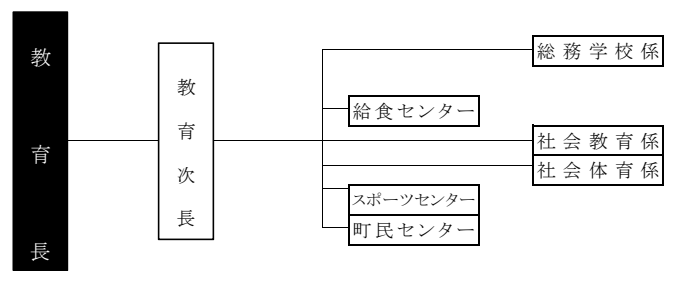 教育長
教育次長
総務学校係
給食センター
社会教育係
社会体育係
スポーツセンター
町民センター